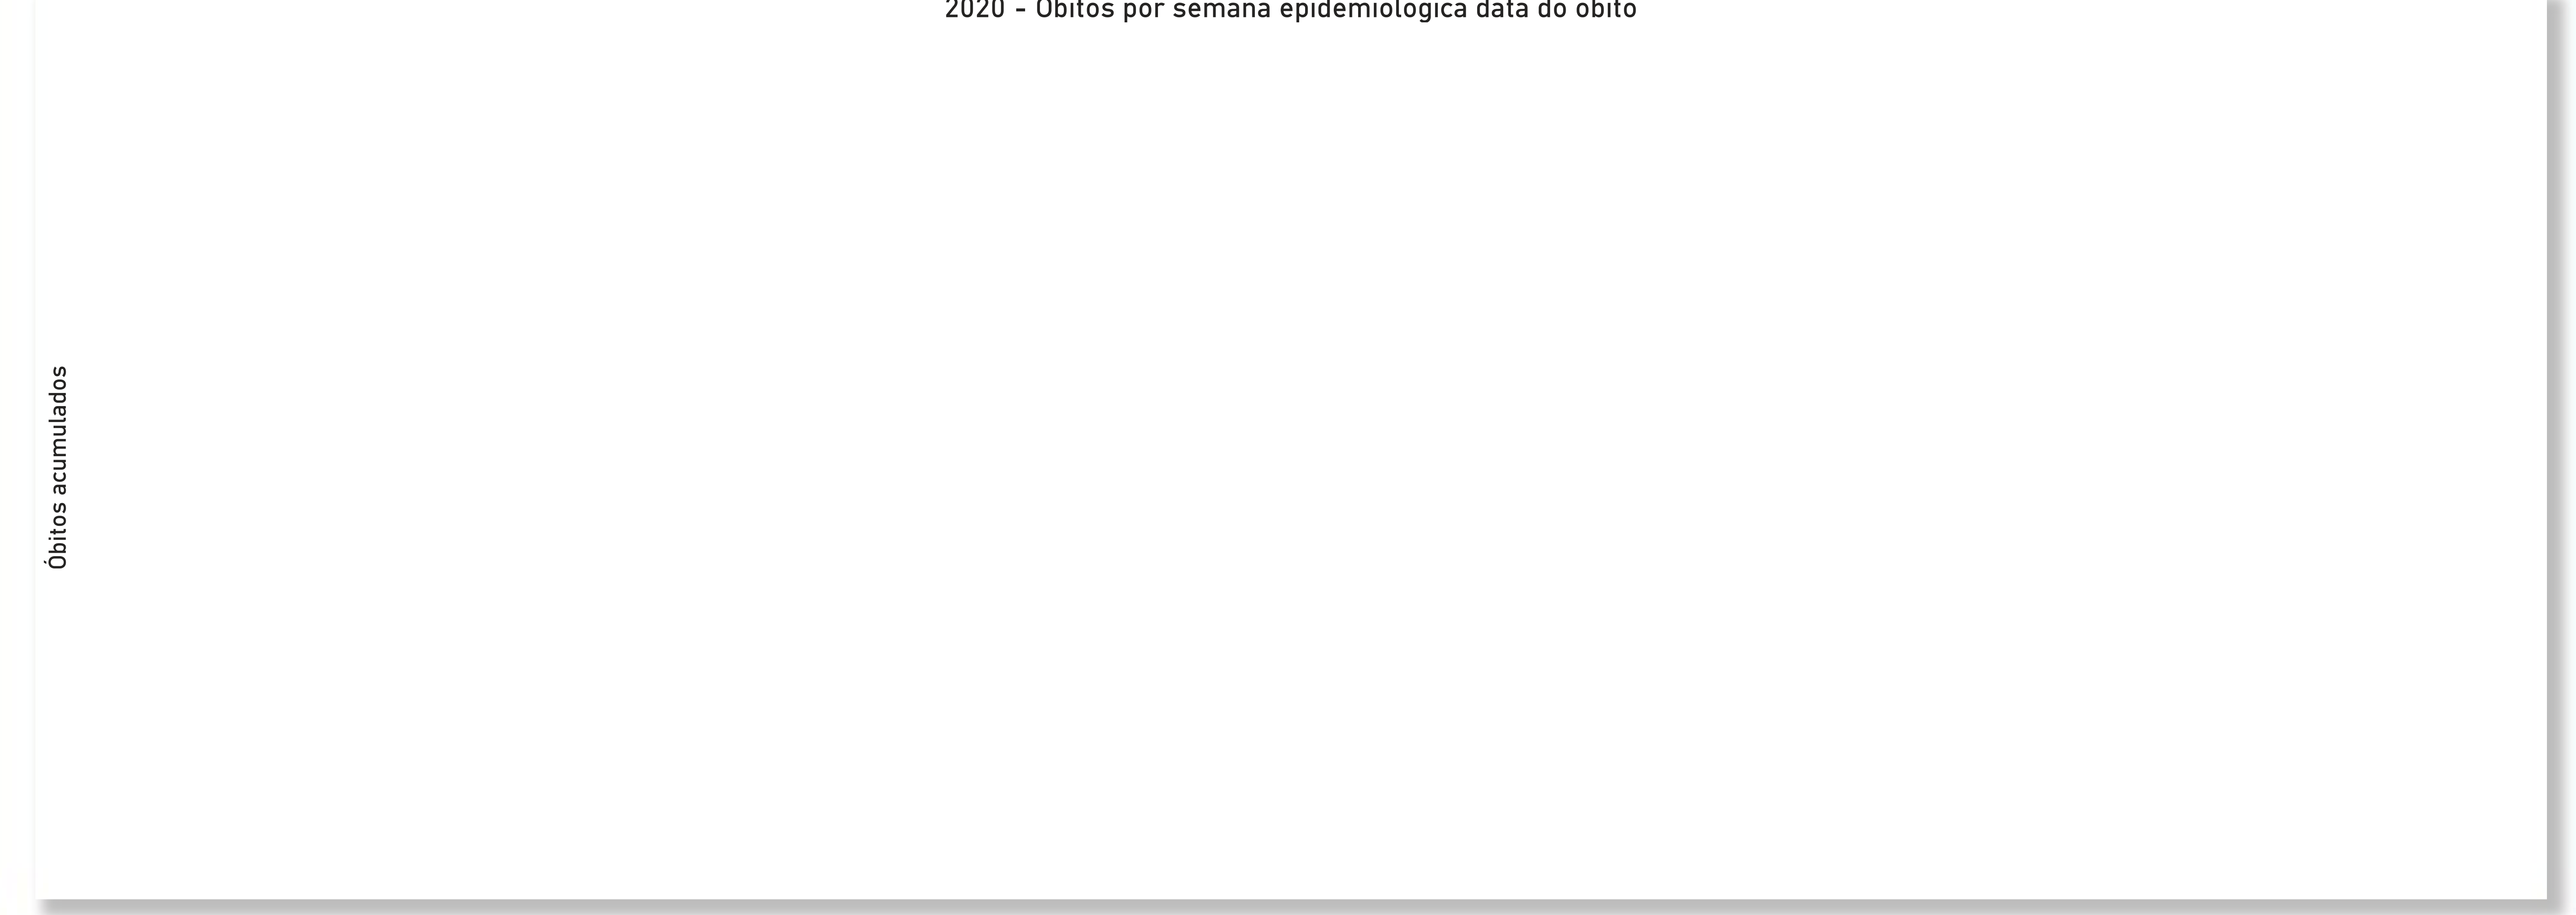 2020 - Óbitos por semana epidemiológica data do óbito
Óbitos acumulados